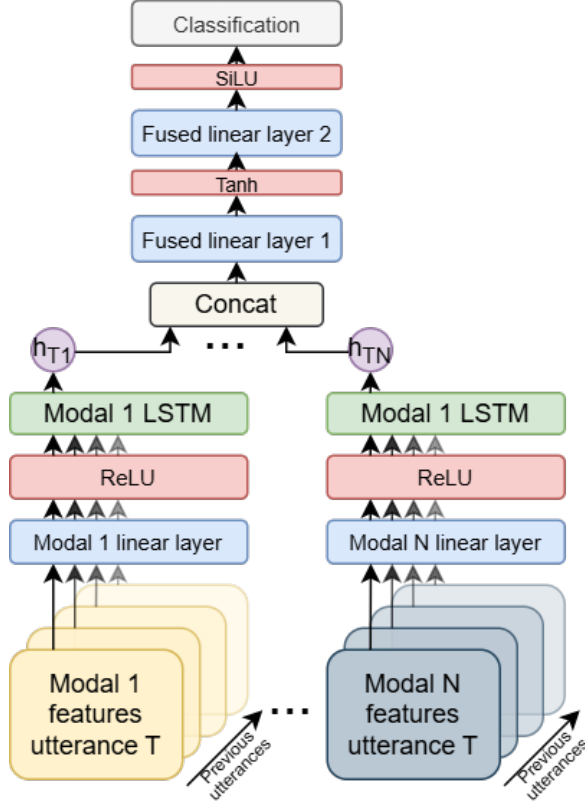 Classification
SiLU
Fused linear layer 2
Tanh
Fused linear layer 1
Concat
h_T1
...
h_TN
Modal 1 LSTM
Modal 1 LSTM
ReLU
ReLU
Modal 1 linear layer
Modal N linear layer
Modal 1
features
utterance T
Previous
utterances
...
Modal N
features
utterance T
Previous
utterances